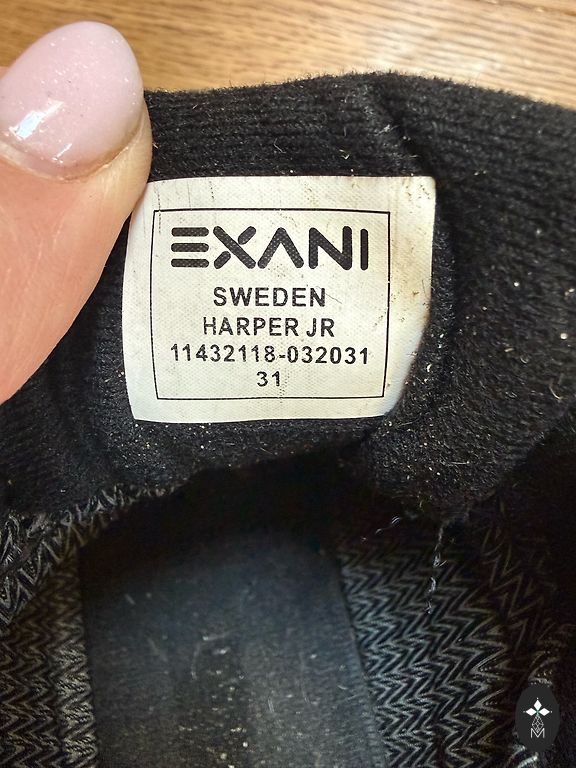 EXANI
SWEDEN
HARPER JR
11432118-032031
31
M